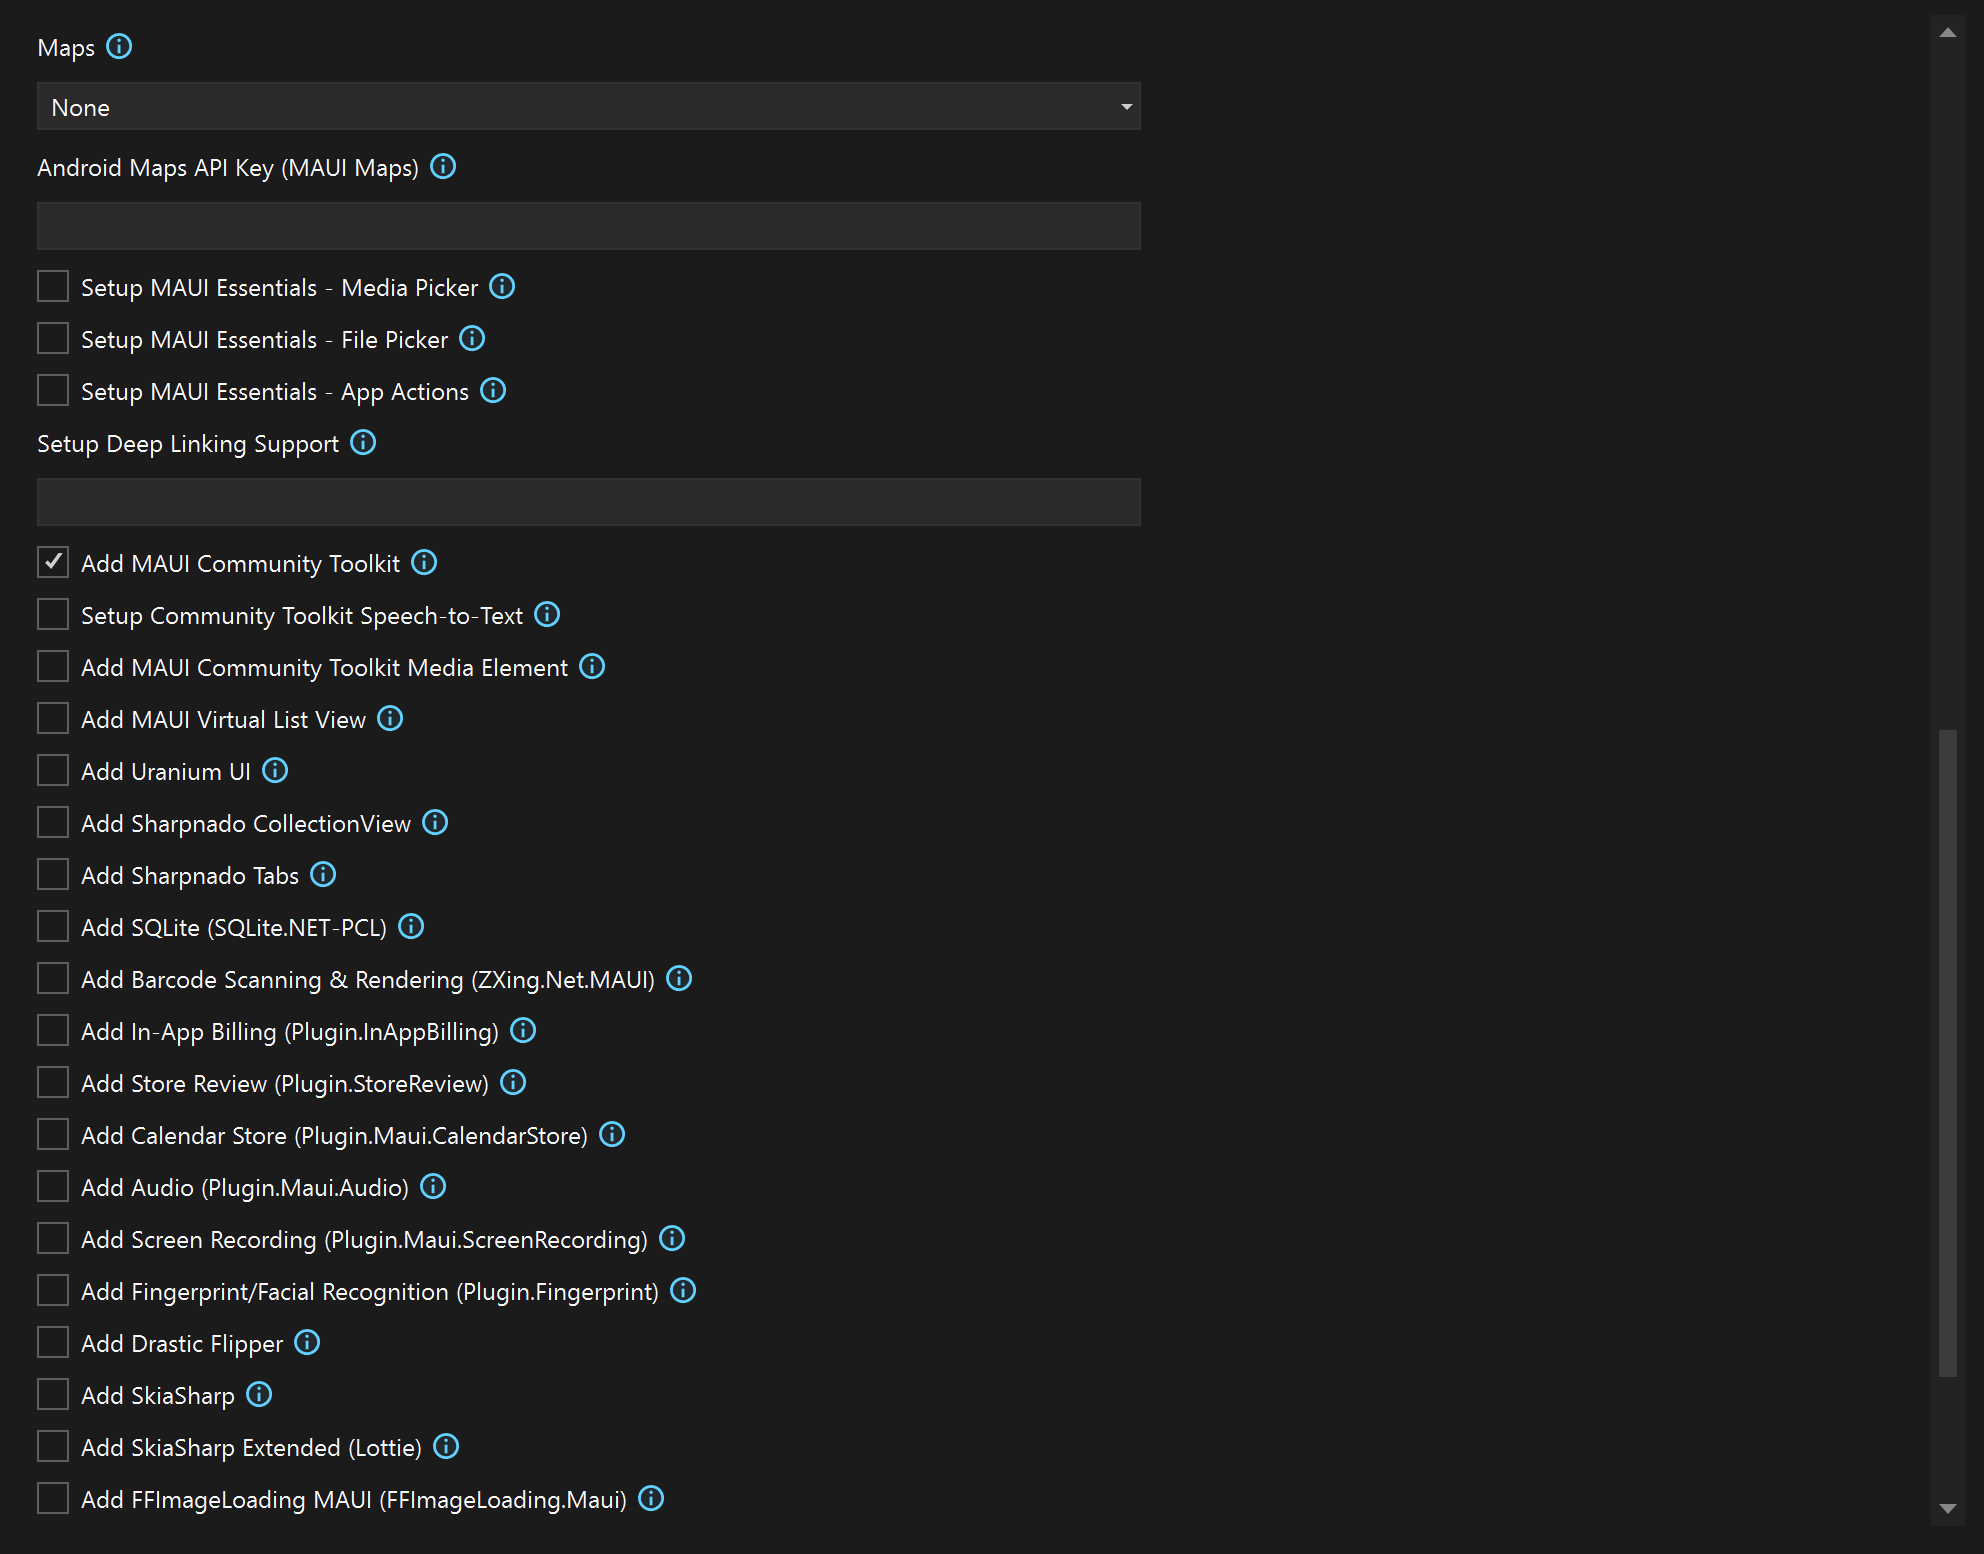 Maps
None
Android Maps API Key (MAUI Maps)
Setup MAUI Essentials - Media Picker
Setup MAUI Essentials - File Picker
Setup MAUI Essentials - App Actions
Setup Deep Linking Support
Add MAUI Community Toolkit
Setup Community Toolkit Speech-to-Text
Add MAUI Community Toolkit Media Element
Add MAUI Virtual List View
Add Uranium UI
Add Sharpnado CollectionView
Add Sharpnado Tabs
Add SQLite (SQLite.NET-PCL)
Add Barcode Scanning & Rendering (ZXing.Net.MAUI)
Add In-App Billing (Plugin.InAppBilling)
Add Store Review (Plugin.StoreReview)
Add Calendar Store (Plugin.Maui.CalendarStore)
Add Audio (Plugin.Maui.Audio)
Add Screen Recording (Plugin.Maui.ScreenRecording)
Add Fingerprint/Facial Recognition (Plugin.Fingerprint)
Add Drastic Flipper
Add SkiaSharp
Add SkiaSharp Extended (Lottie)
Add FFImageLoading MAUI (FFImageLoading.Maui)